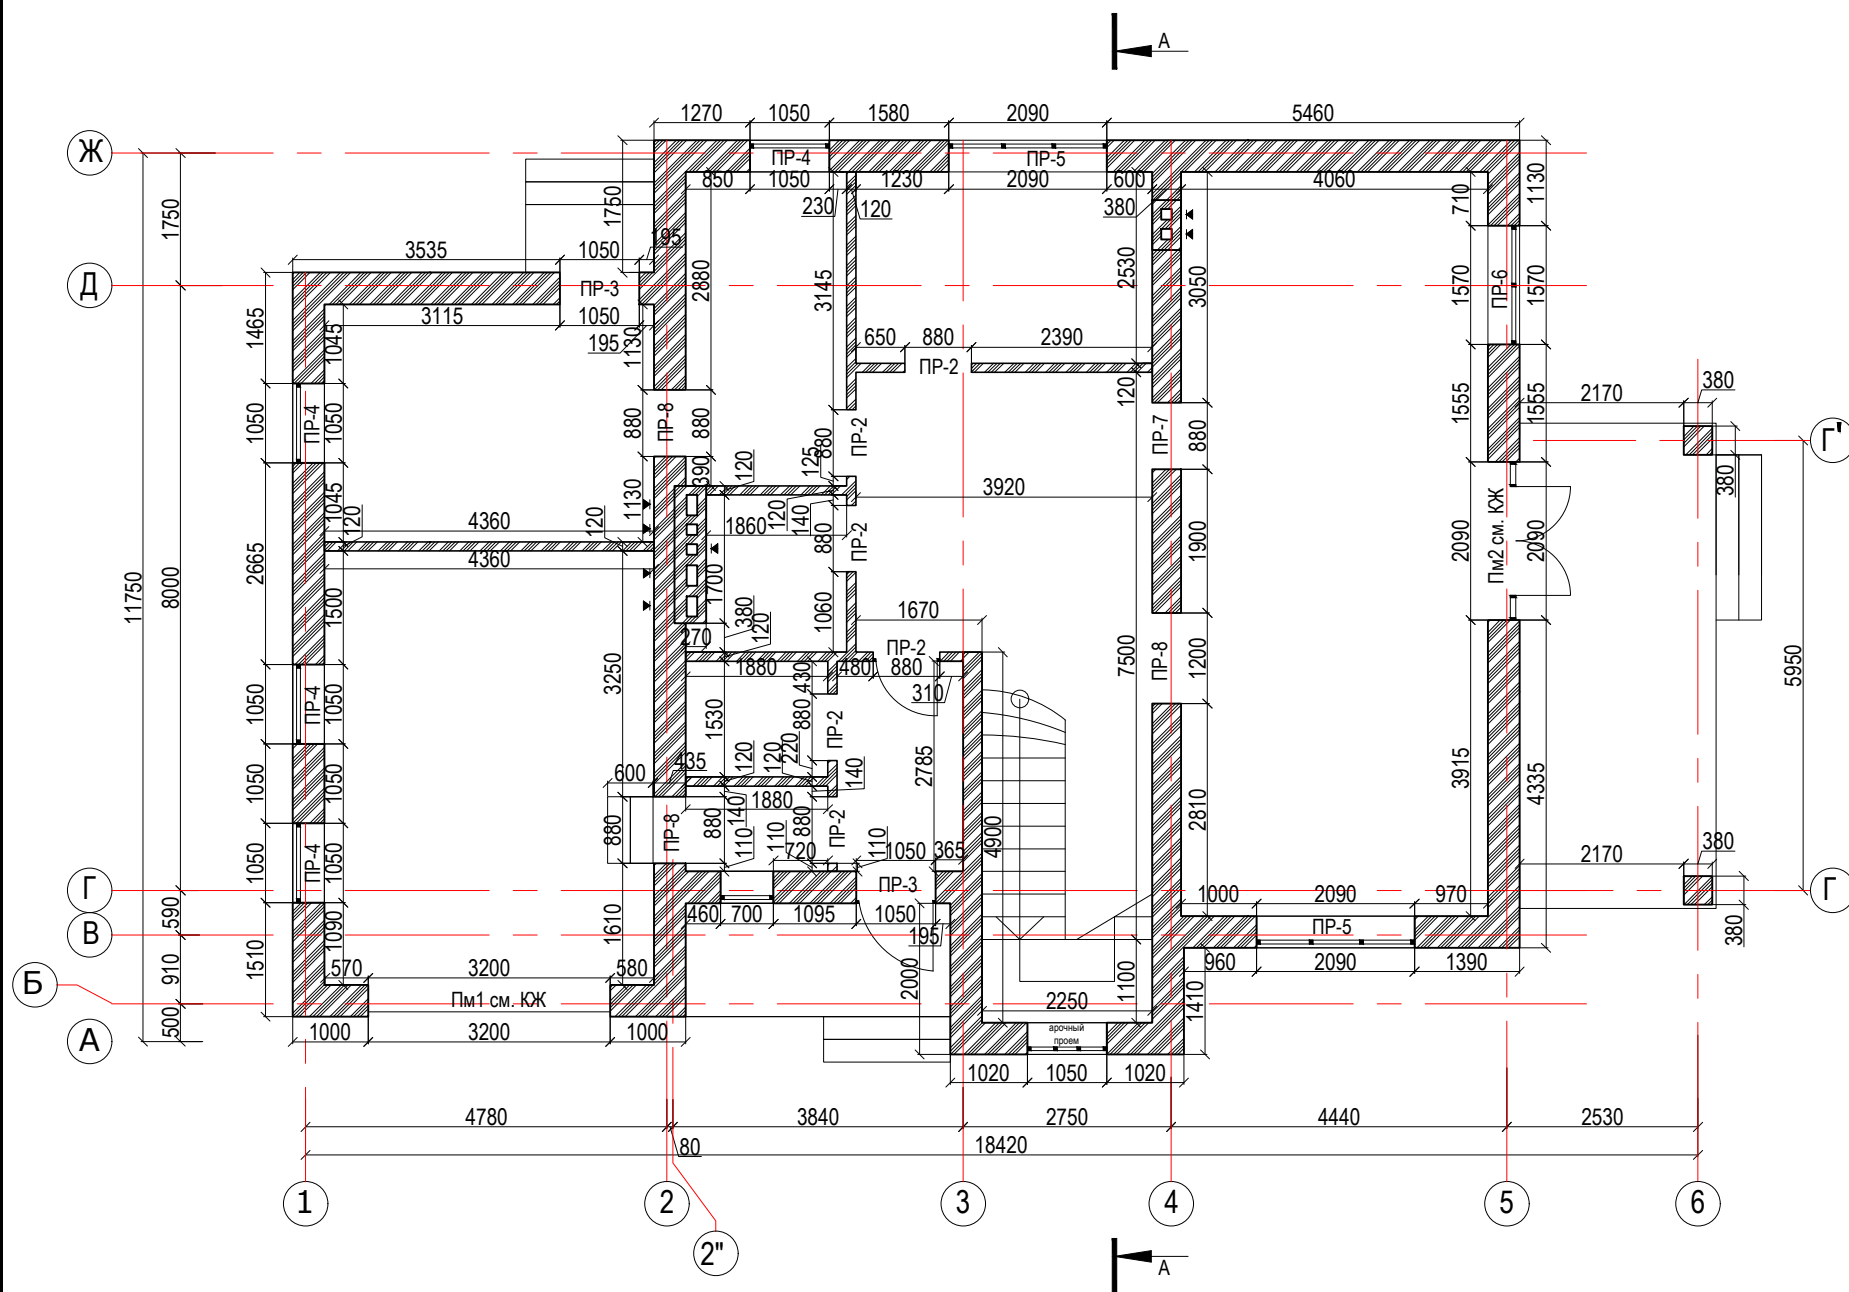 А
1270 1050 1580 2090 5460
Ж
ПР-4 ПР-5
850 1050 1230 2090 600 4060
230 120 380
1750 1750 710 1130
3535 1050 195
2880 3145 2530 3050
Д
ПР-3 1570 ПР-6 1570
3115 1050
195 1130
1465 1045
650 880 2390
ПР-2
120
380
2170
1050 ПР-4 1050
880 ПР-8 880
880 ПР-2
ПР-7 880
1555 1555
Г'
390 120 125
380
1045 120
1130
3920
4360 120
1860 120 140 880 ПР-2
1900
2090 Пм2 см. КЖ 2090
4360
2665
11750 8000
1500
1700 380 120 1060
1670
270
ПР-2
1880 480 880
310
430
3250
7500 ПР-8 1200
5950
1050 ПР-4 1050
1530 880 ПР-2
220
2785
435
600
120 120 140
1050 1050
1880
3915 4335
2810
880 ПР-8 880 140 110 110 880 ПР-2
720 110 1050 365
4900
380
2170
1050 ПР-4 1050
ПР-3
Г
1000 2090 970
Г
460 700 1095 1050
195
ПР-5
380
590
В
1090 1610
1510
910
570 3200 580
2000
960 2090 1390
Б
Пм1 см. КЖ
1100
2250
1410
500
А
1000 3200 1000
арочный
проем
1020 1050 1020
4780 3840 2750 4440 2530
80 18420
1 2 3 4 5 6
2"
А